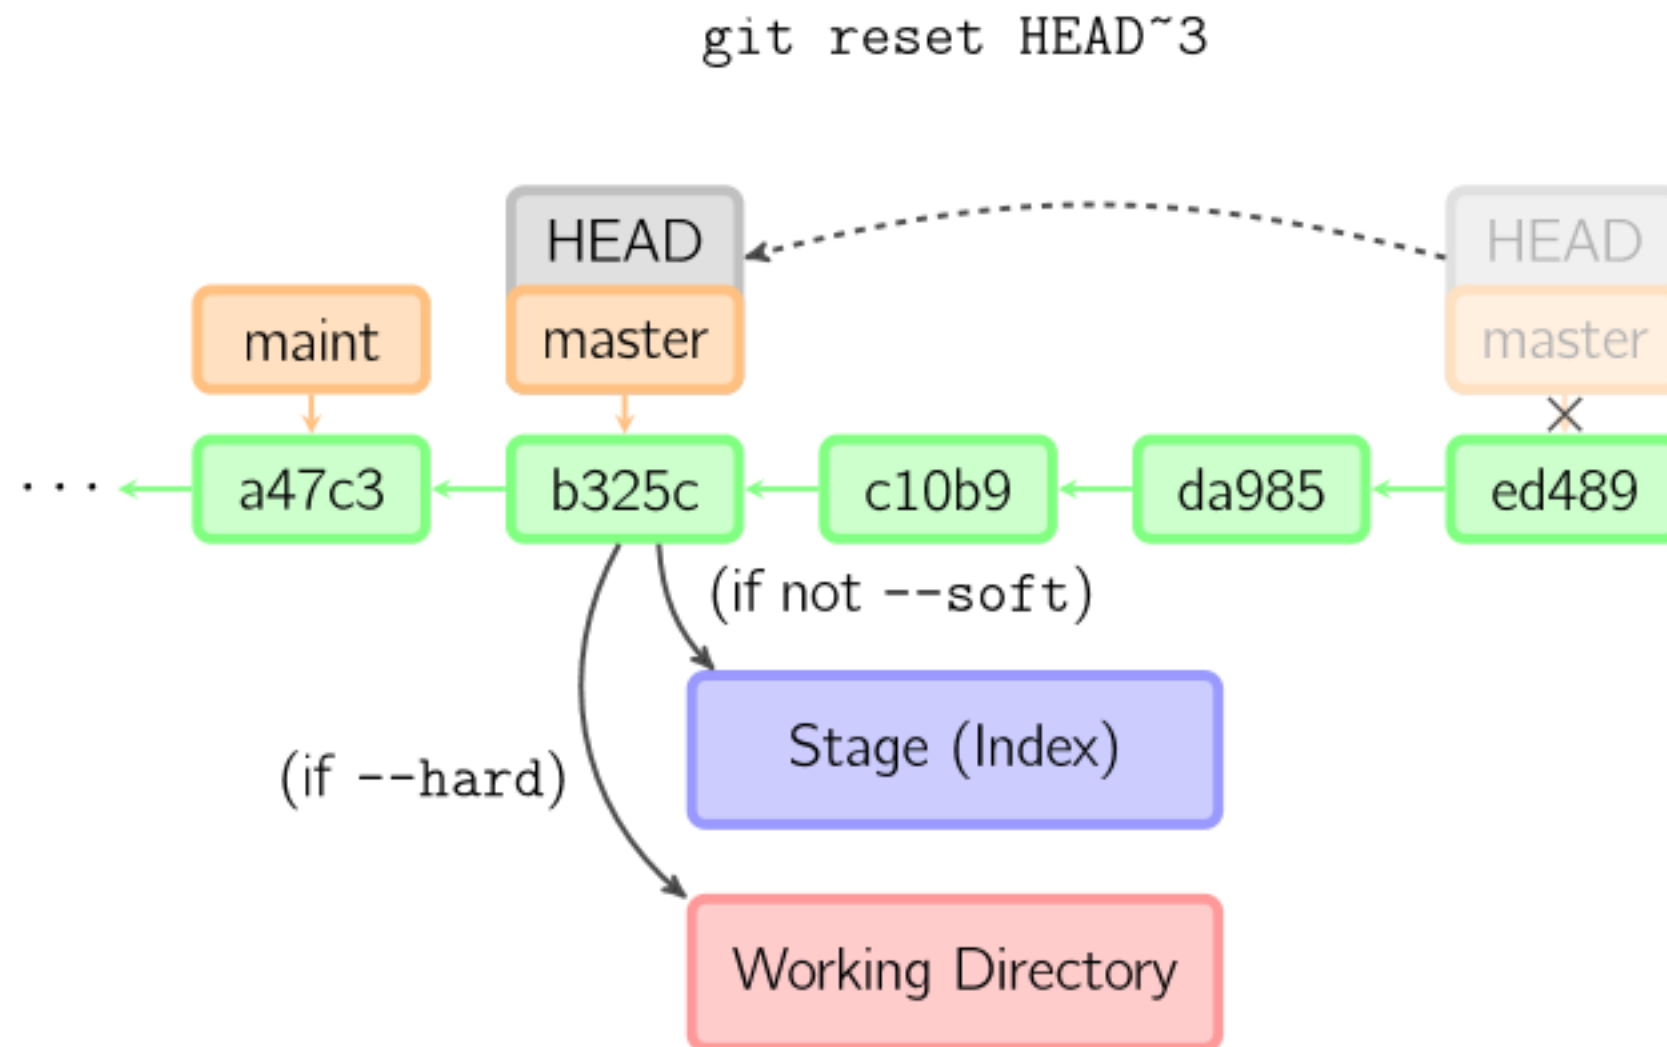 git reset HEAD~3
HEAD HEAD
maint master master
... a47c3 b325c c10b9 da985 ed489
(if not --soft)
Stage (Index)
(if --hard)
Working Directory